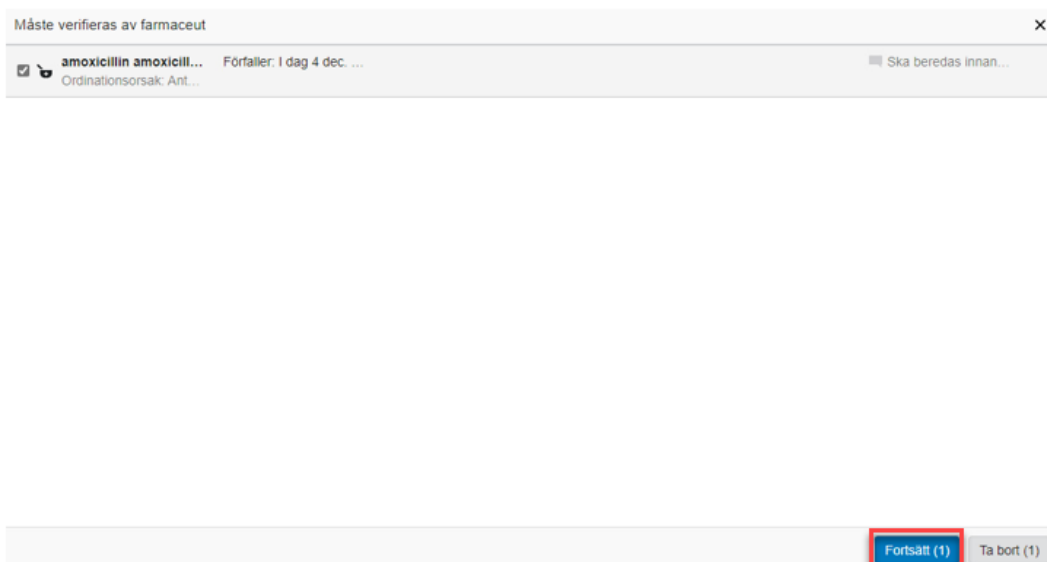 Måste verifieras av farmaceut
amoxicillin amoxicill... Förfaller: I dag 4 dec. ... Ska beredas innan...
Ordinationsorsak: Ant...
Fortsätt (1) Ta bort (1)